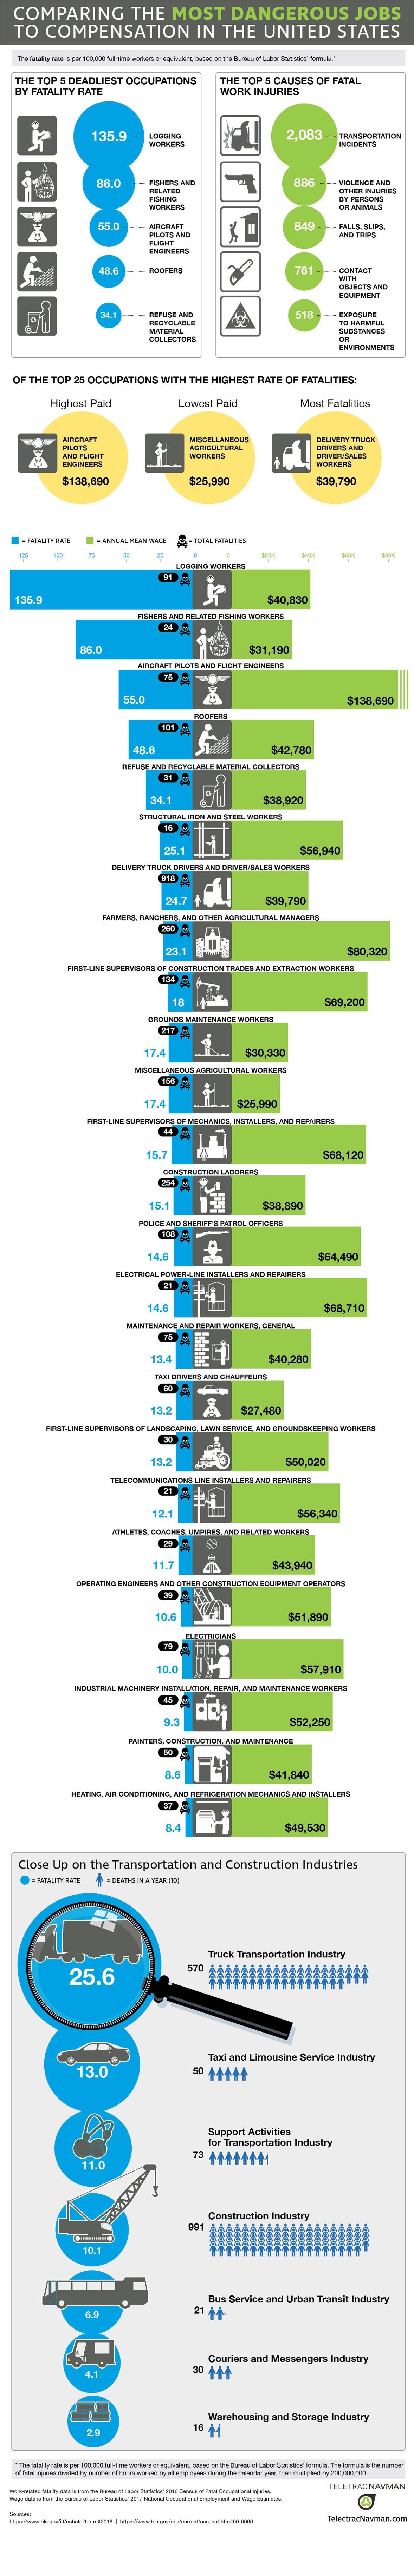 COMPARING THE MOST DANGEROUS JOBS
TO COMPENSATION IN THE UNITED STATES
The fatality rate is per 100,000 full-time workers or equivalent, based on the Bureau of Labor Statistics' formula.*
THE TOP 5 DEADLIEST OCCUPATIONS
BY FATALITY RATE
135.9
LOGGING
WORKERS
86.0
FISHERS AND
RELATED
FISHING
WORKERS
55.0
AIRCRAFT
PILOTS AND
FLIGHT
ENGINEERS
48.6
ROOFERS
34.1
REFUSE AND
RECYCLABLE
MATERIAL
COLLECTORS
THE TOP 5 CAUSES OF FATAL
WORK INJURIES
2,083
TRANSPORTATION
INCIDENTS
886
VIOLENCE AND
OTHER INJURIES
BY PERSONS
OR ANIMALS
849
FALLS, SLIPS,
AND TRIPS
761
CONTACT
WITH
OBJECTS AND
EQUIPMENT
518
EXPOSURE
TO HARMFUL
SUBSTANCES
OR
ENVIRONMENTS
OF THE TOP 25 OCCUPATIONS WITH THE HIGHEST RATE OF FATALITIES:
Highest Paid
AIRCRAFT
PILOTS
AND FLIGHT
ENGINEERS
$138,690
Lowest Paid
MISCELLANEOUS
AGRICULTURAL
WORKERS
$25,990
Most Fatalities
DELIVERY TRUCK
DRIVERS AND
DRIVER/SALES
WORKERS
$39,790
= FATALITY RATE = ANNUAL MEAN WAGE = TOTAL FATALITIES
125 100 75 50 25 0 0 $20K $40K $60K $80K
LOGGING WORKERS
91
135.9 $40,830
FISHERS AND RELATED FISHING WORKERS
24
86.0 $31,190
AIRCRAFT PILOTS AND FLIGHT ENGINEERS
75
55.0 $138,690
ROOFERS
101
48.6 $42,780
REFUSE AND RECYCLABLE MATERIAL COLLECTORS
31
34.1 $38,920
STRUCTURAL IRON AND STEEL WORKERS
16
25.1 $56,940
DELIVERY TRUCK DRIVERS AND DRIVER/SALES WORKERS
918
24.7 $39,790
FARMERS, RANCHERS, AND OTHER AGRICULTURAL MANAGERS
260
23.1 $80,320
FIRST-LINE SUPERVISORS OF CONSTRUCTION TRADES AND EXTRACTION WORKERS
134
18 $69,200
GROUNDS MAINTENANCE WORKERS
217
17.4 $30,330
MISCELLANEOUS AGRICULTURAL WORKERS
156
17.4 $25,990
FIRST-LINE SUPERVISORS OF MECHANICS, INSTALLERS, AND REPAIRERS
44
15.7 $68,120
CONSTRUCTION LABORERS
254
15.1 $38,890
POLICE AND SHERIFF'S PATROL OFFICERS
108
14.6 $64,490
ELECTRICAL POWER-LINE INSTALLERS AND REPAIRERS
21
14.6 $68,710
MAINTENANCE AND REPAIR WORKERS, GENERAL
75
13.4 $40,280
TAXI DRIVERS AND CHAUFFEURS
60
13.2 $27,480
FIRST-LINE SUPERVISORS OF LANDSCAPING, LAWN SERVICE, AND GROUNDSKEEPING WORKERS
30
13.2 $50,020
TELECOMMUNICATIONS LINE INSTALLERS AND REPAIRERS
21
12.1 $56,340
ATHLETES, COACHES, UMPIRES, AND RELATED WORKERS
29
11.7 $43,940
OPERATING ENGINEERS AND OTHER CONSTRUCTION EQUIPMENT OPERATORS
39
10.6 $51,890
ELECTRICIANS
79
10.0 $57,910
INDUSTRIAL MACHINERY INSTALLATION, REPAIR, AND MAINTENANCE WORKERS
45
9.3 $52,250
PAINTERS, CONSTRUCTION, AND MAINTENANCE
50
8.6 $41,840
HEATING, AIR CONDITIONING, AND REFRIGERATION MECHANICS AND INSTALLERS
37
8.4 $49,530
Close Up on the Transportation and Construction Industries
= FATALITY RATE = DEATHS IN A YEAR (10)
25.6
Truck Transportation Industry
570
13.0
Taxi and Limousine Service Industry
50
11.0
Support Activities
for Transportation Industry
73
10.1
Construction Industry
991
6.9
Bus Service and Urban Transit Industry
21
4.1
Couriers and Messengers Industry
30
2.9
Warehousing and Storage Industry
16
* The fatality rate is per 100,000 full-time workers or equivalent, based on the Bureau of Labor Statistics' formula. The formula is the number
of fatal injuries divided by number of hours worked by all employees during the calendar year, then multiplied by 200,000,000.
Work-related fatality data is from the Bureau of Labor Statistics' 2016 Census of Fatal Occupational Injuries.
Wage data is from the Bureau of Labor Statistics' 2017 National Occupational Employment and Wage Estimates.
Sources:
https://www.bls.gov/iif/oshcfoi1.htm#2016 | https://www.bls.gov/oes/current/oes_nat.htm#00-0000
TELETRAC NAVMAN
TelectracNavman.com